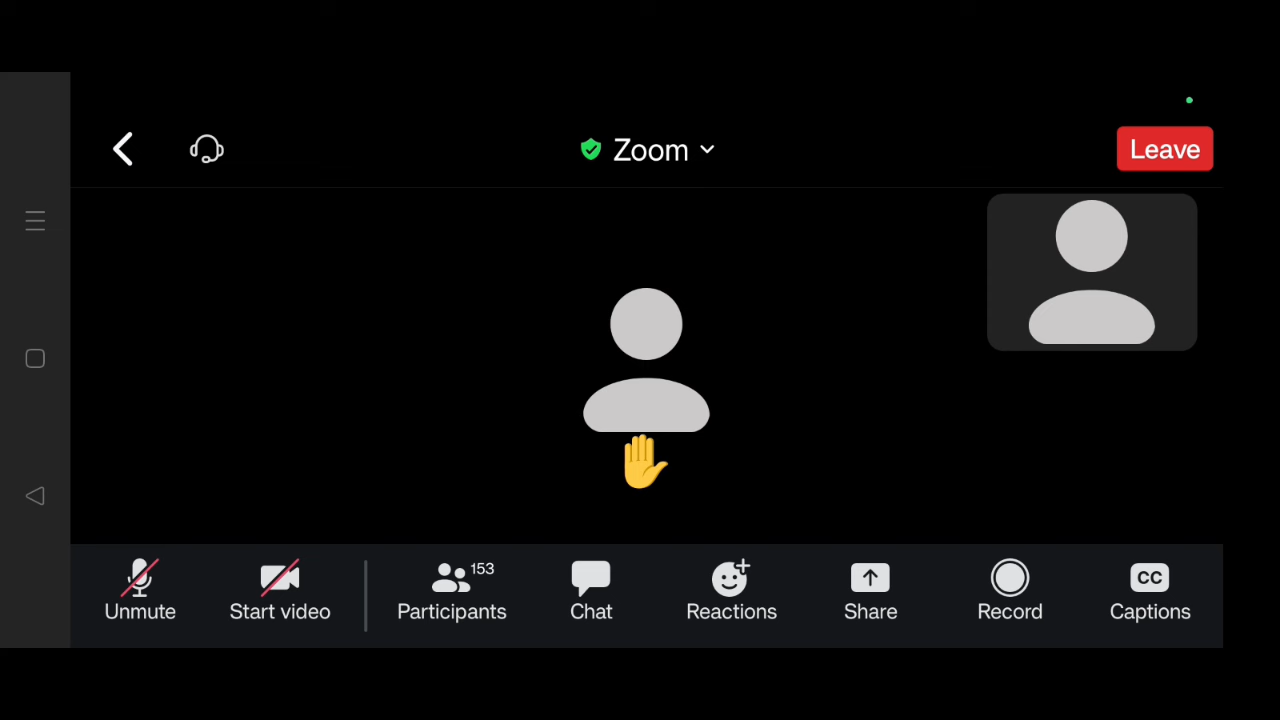 Zoom
Leave
153
CC
Unmute
Start video
Participants
Chat
Reactions
Share
Record
Captions